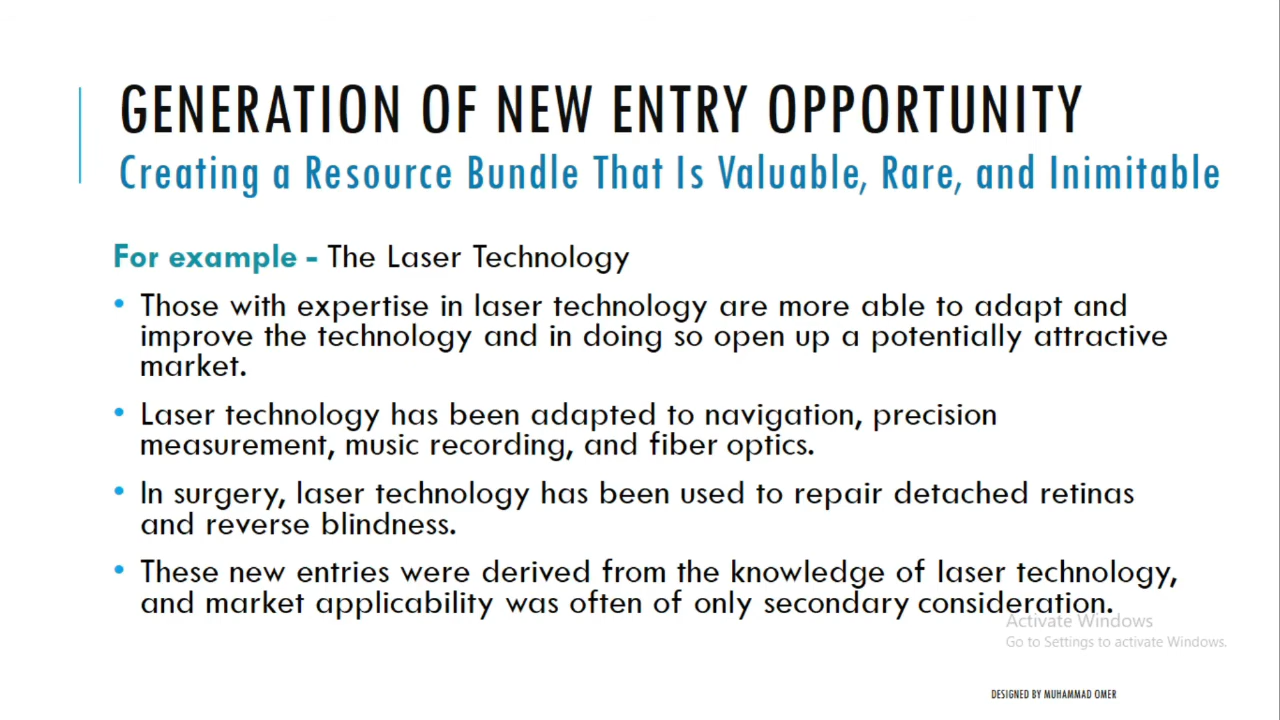 GENERATION OF NEW ENTRY OPPORTUNITY
Creating a Resource Bundle That Is Valuable, Rare, and Inimitable
For example - The Laser Technology
• Those with expertise in laser technology are more able to adapt and
improve the technology and in doing so open up a potentially attractive
market.
• Laser technology has been adapted to navigation, precision
measurement, music recording, and fiber optics.
• In surgery, laser technology has been used to repair detached retinas
and reverse blindness.
• These new entries were derived from the knowledge of laser technology,
and market applicability was often of only secondary consideration.
Activate Windows
Go to Settings to activate Windows.
DESIGNED BY MUHAMMAD OMER